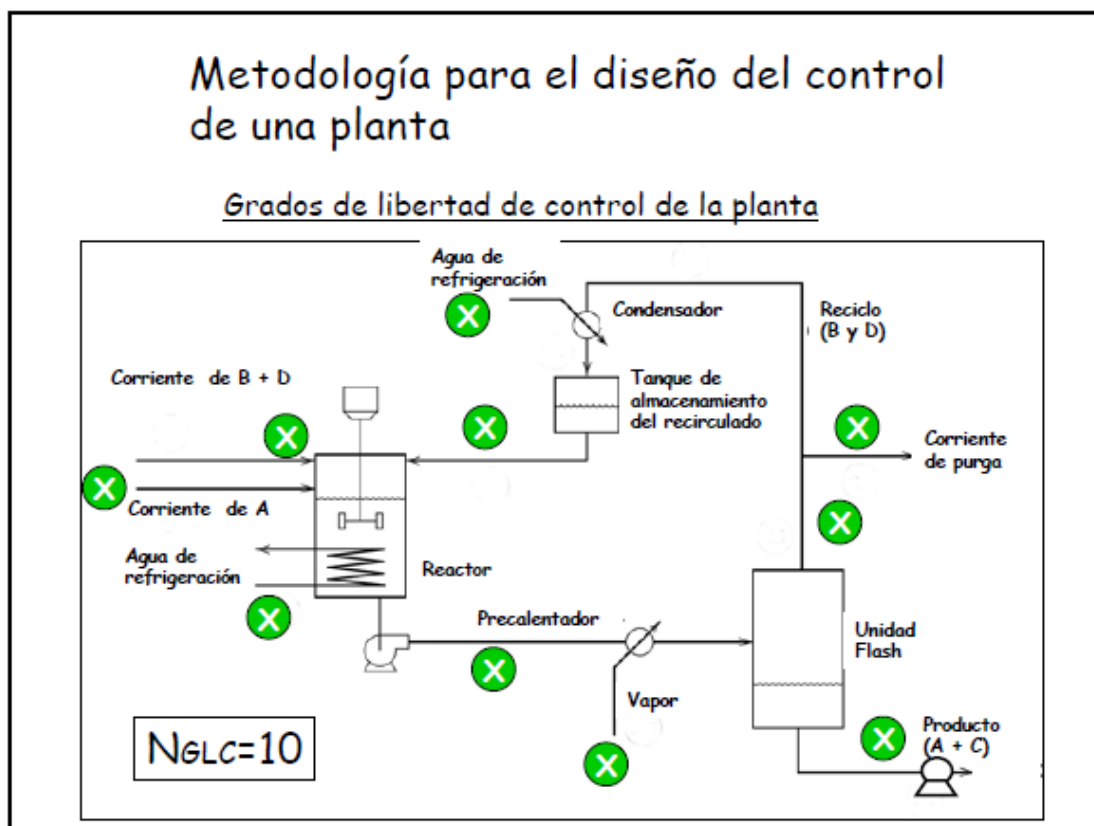 Metodología para el diseño del control
de una planta
Grados de libertad de control de la planta
Agua de
refrigeración
X
Condensador
Reciclo
(B y D)
Corriente de B + D
Tanque de
almacenamiento
del recirculado
X
X
X
Corriente
de purga
X
Corriente de A
X
Agua de
refrigeración
Reactor
X
Precalentador
Unidad
Flash
X
Vapor
X
X
Producto
(A + C)
NGLC=10